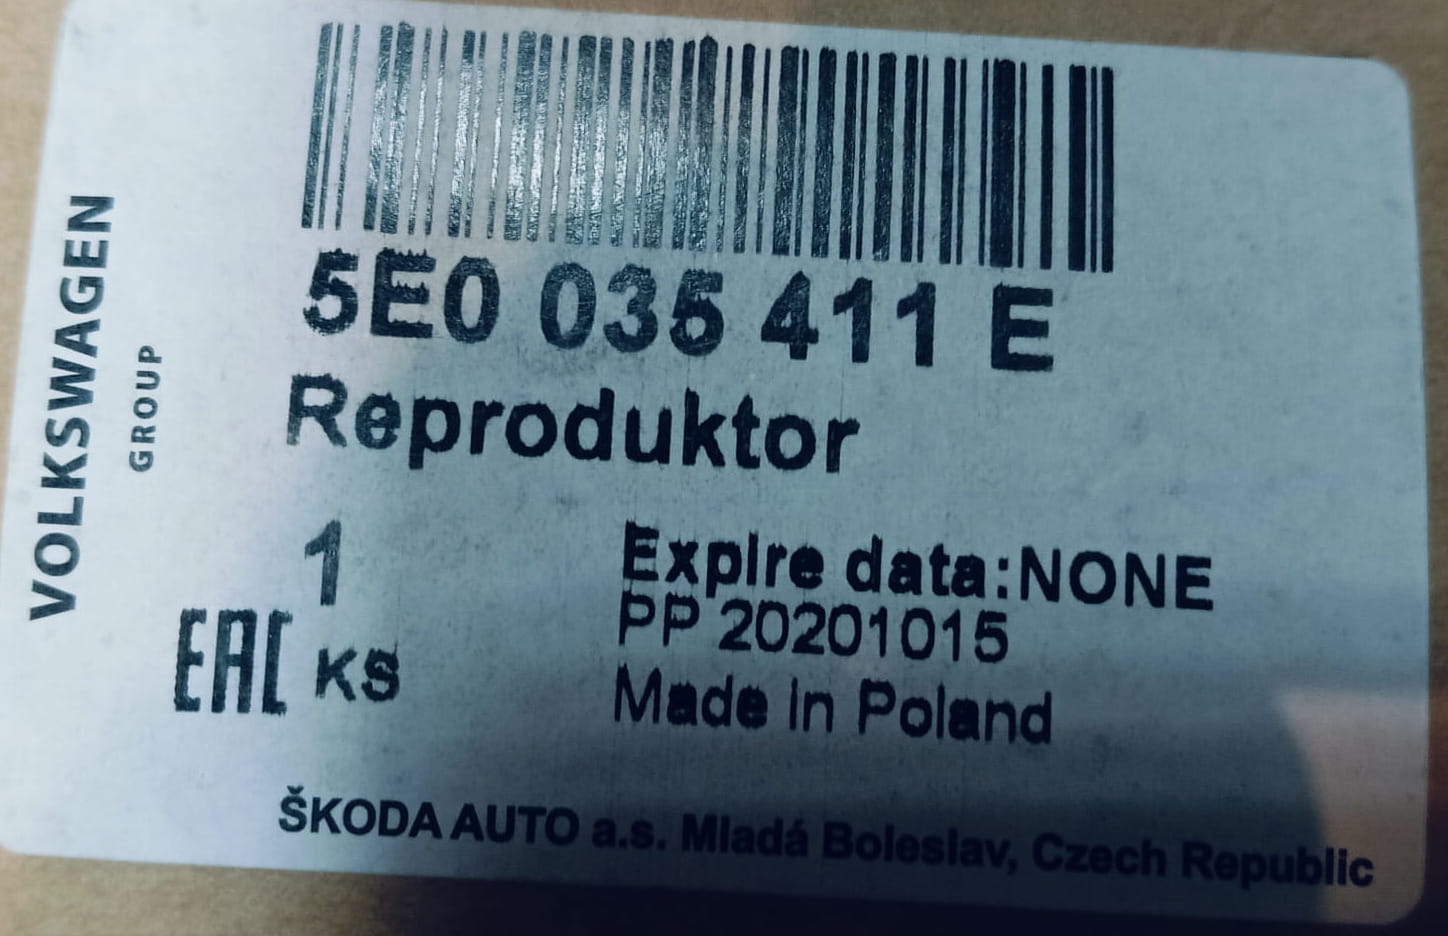 VOLKSWAGEN
GROUP
5E0 035 411 E
Reproduktor
1
EAC KS
Expire data:NONE
PP 20201015
Made in Poland
ŠKODA AUTO a.s. Mladá Boleslav, Czech Republic